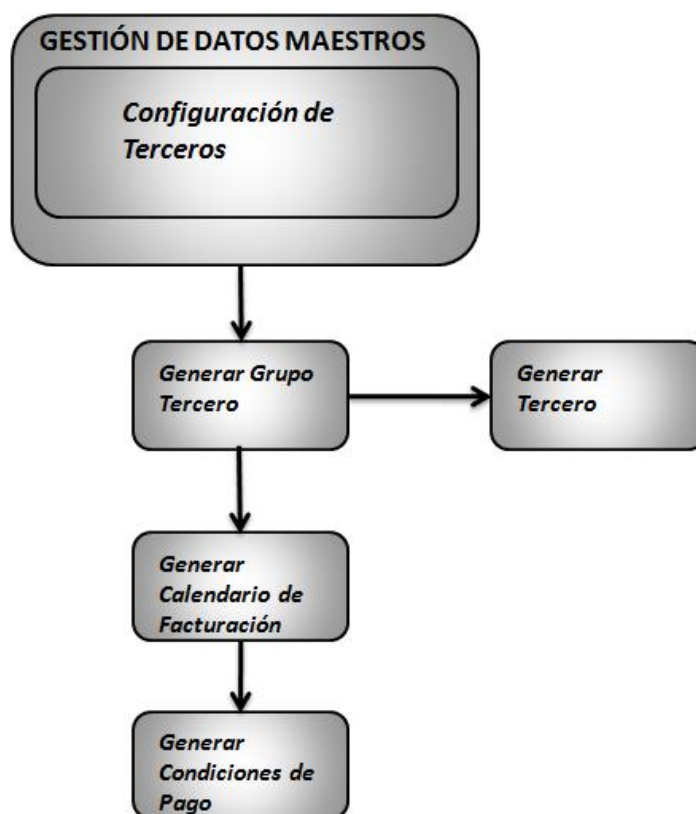 GESTIÓN DE DATOS MAESTROS
Configuración de
Terceros
Generar Grupo
Tercero
Generar
Tercero
Generar
Calendario de
Facturación
Generar
Condiciones de
Pago